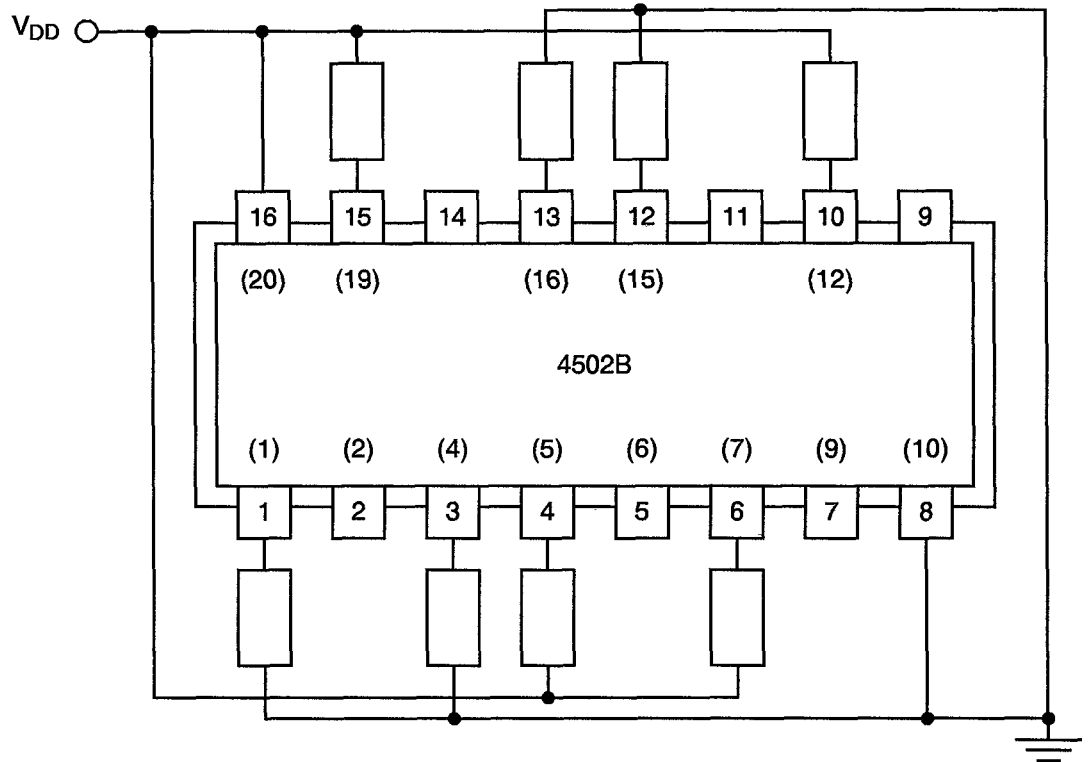 VDD
16 15 14 13 12 11 10 9
(20) (19) (16) (15) (12)
4502B
(1) (2) (4) (5) (6) (7) (9) (10)
1 2 3 4 5 6 7 8